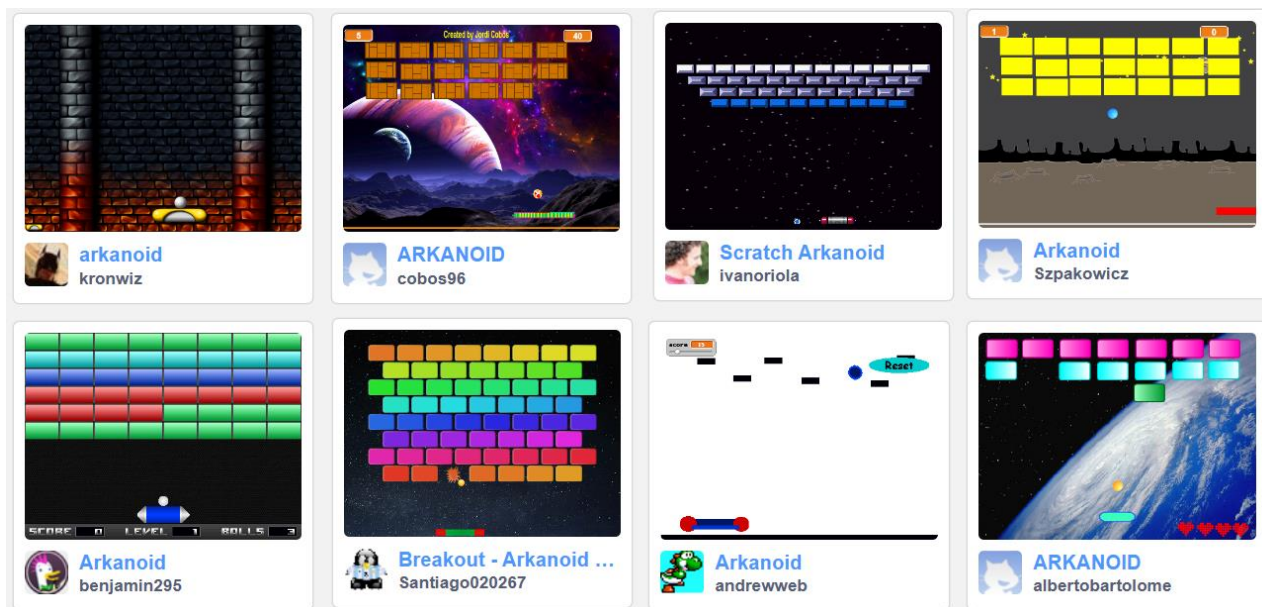 5
Created by Jordi Cobos
40
1
0
arkanoid
kronwiz
ARKANOID
cobos96
Scratch Arkanoid
ivanoriola
Arkanoid
Szpakowicz
score
Reset
SCORE 0 LEVEL 1 BALLS 3
Arkanoid
benjamin295
Breakout - Arkanoid ...
Santiago020267
Arkanoid
andrewweb
ARKANOID
albertobartolome